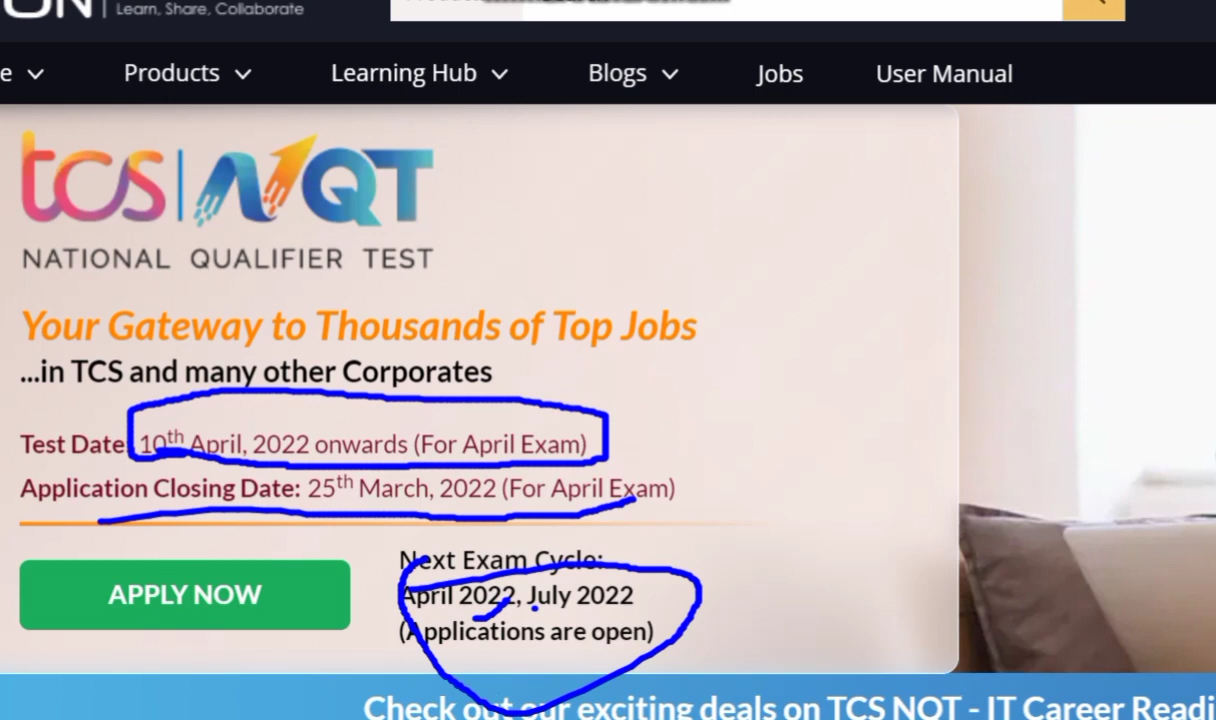 Learn, Share, Collaborate
Products Learning Hub Blogs Jobs User Manual
tcs NQT
NATIONAL QUALIFIER TEST
Your Gateway to Thousands of Top Jobs
...in TCS and many other Corporates
Test Date: 10th April, 2022 onwards (For April Exam)
Application Closing Date: 25th March, 2022 (For April Exam)
APPLY NOW
Next Exam Cycle:
April 2022, July 2022
(Applications are open)
Check out our exciting deals on TCS NQT - IT Career